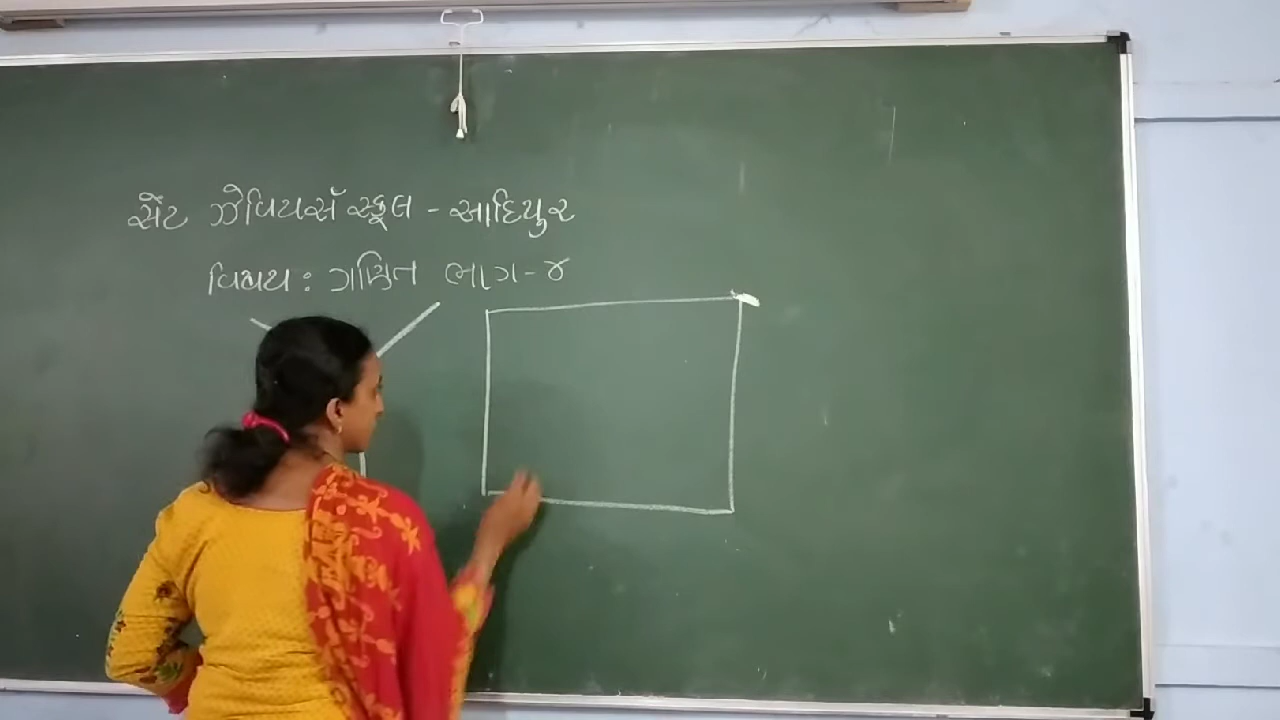 સેંટ ઝેવિયર્સ સ્કૂલ - આદિપુર
વિષય : ગણિત ભાગ - ૪